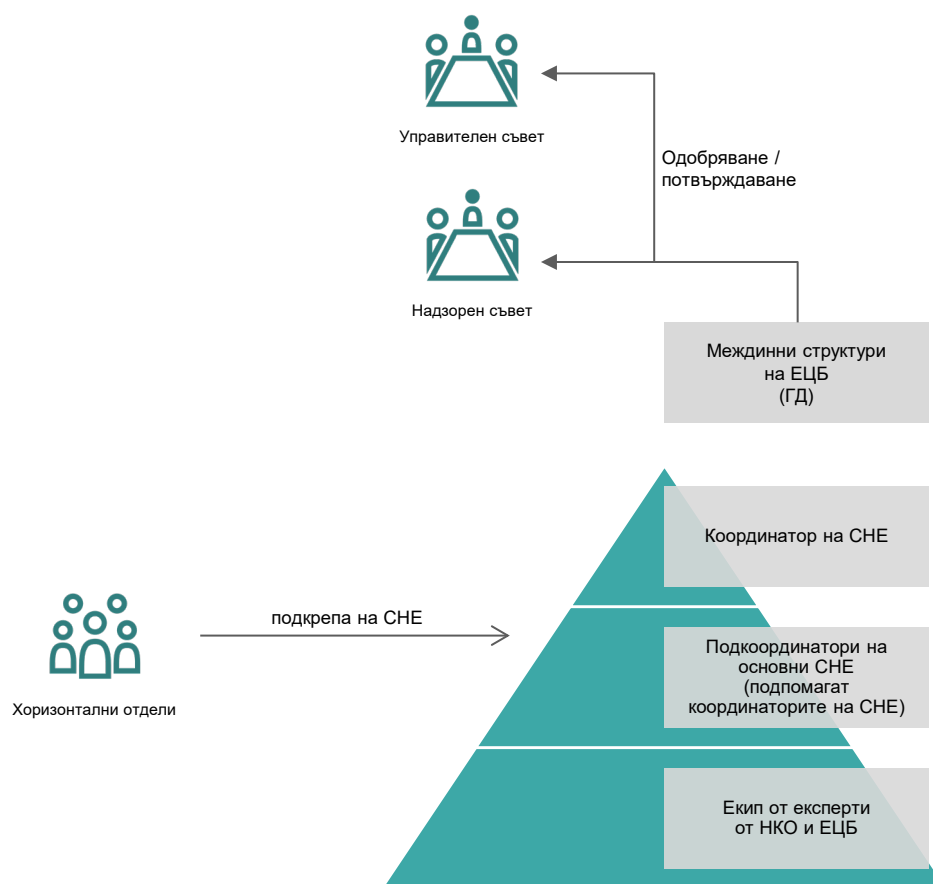 Управителен съвет
Одобряване /
потвърждаване
Надзорен съвет
Междинни структури
на ЕЦБ
(ГД)
Координатор на СНЕ
подкрепа на СНЕ
Хоризонтални отдели
Подкоординатори на
основни СНЕ
(подпомагат
координаторите на СНЕ)
Екип от експерти
от НКО и ЕЦБ